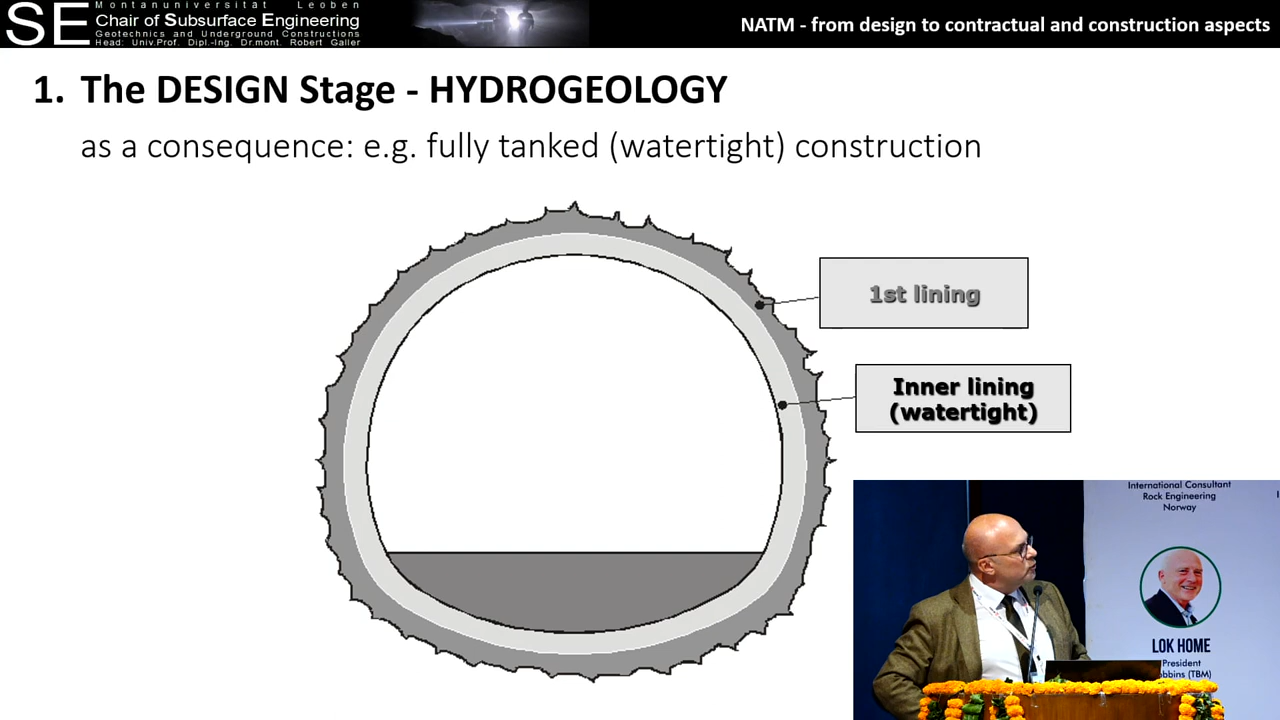 SE
Montanuniversität Leoben
Chair of Subsurface Engineering
Geotechnics and Underground Constructions
Head: Univ.Prof. Dipl.-Ing. Dr.mont. Robert Galler
NATM - from design to contractual and construction aspects
1. The DESIGN Stage - HYDROGEOLOGY
as a consequence: e.g. fully tanked (watertight) construction
1st lining
Inner lining
(watertight)
International Consultant
Rock Engineering
Norway
LOK HOME
President
(TBM)